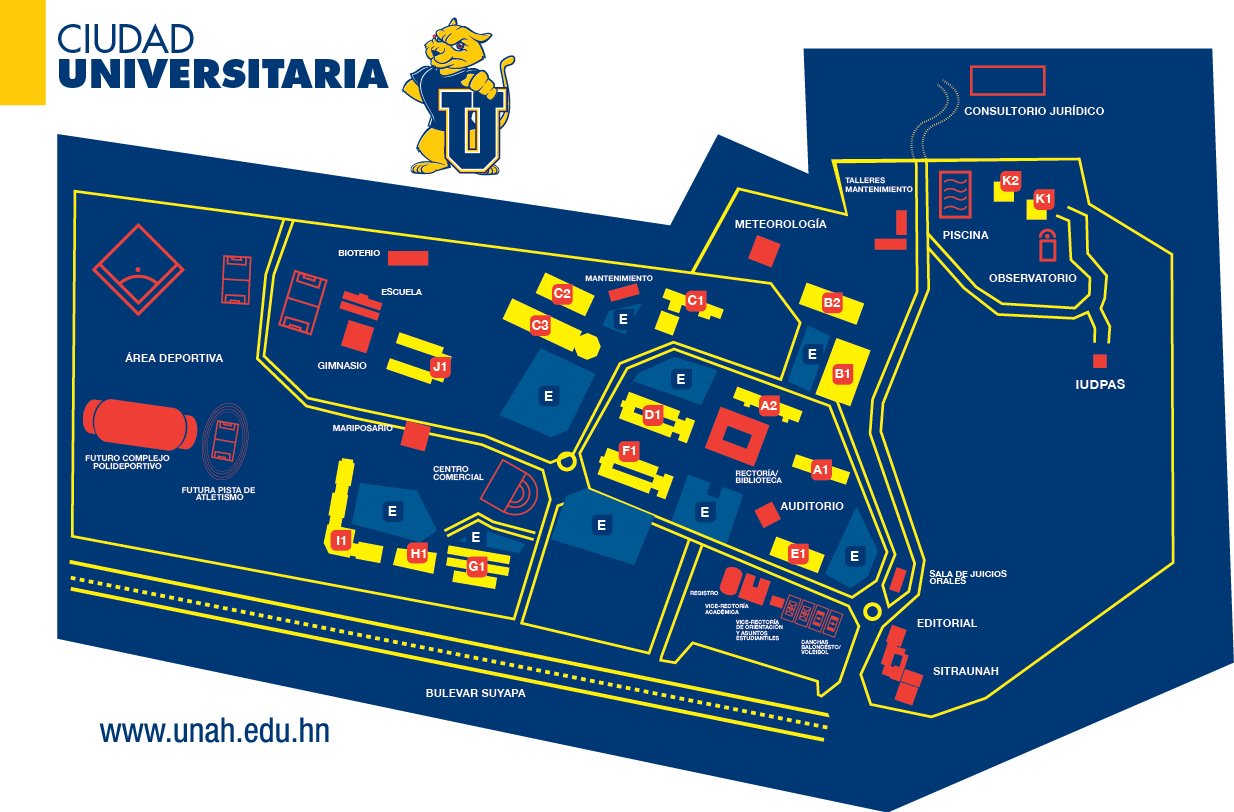 CIUDAD
UNIVERSITARIA
U
CONSULTORIO JURÍDICO
TALLERES
MANTENIMIENTO
K2
K1
METEOROLOGÍA
PISCINA
OBSERVATORIO
BIOTERIO
MANTENIMIENTO
ESCUELA
C2
C1
B2
C3
E
E
ÁREA DEPORTIVA
GIMNASIO
J1
E
E
B1
IUDPAS
A2
D1
MARIPOSARIO
F1
FUTURO COMPLEJO
POLIDEPORTIVO
CENTRO
COMERCIAL
RECTORÍA/
BIBLIOTECA
A1
FUTURA PISTA DE
ATLETISMO
E
E
E
AUDITORIO
I1
H1
E
G1
E1
E
REGISTRO
VICE-RECTORÍA
ACADÉMICA
VICE-RECTORÍA
DE ORIENTACIÓN
Y ASUNTOS
ESTUDIANTILES
CANCHAS
BALONCESTO/
VOLEIBOL
SALA DE JUICIOS
ORALES
EDITORIAL
SITRAUNAH
BULEVAR SUYAPA
www.unah.edu.hn